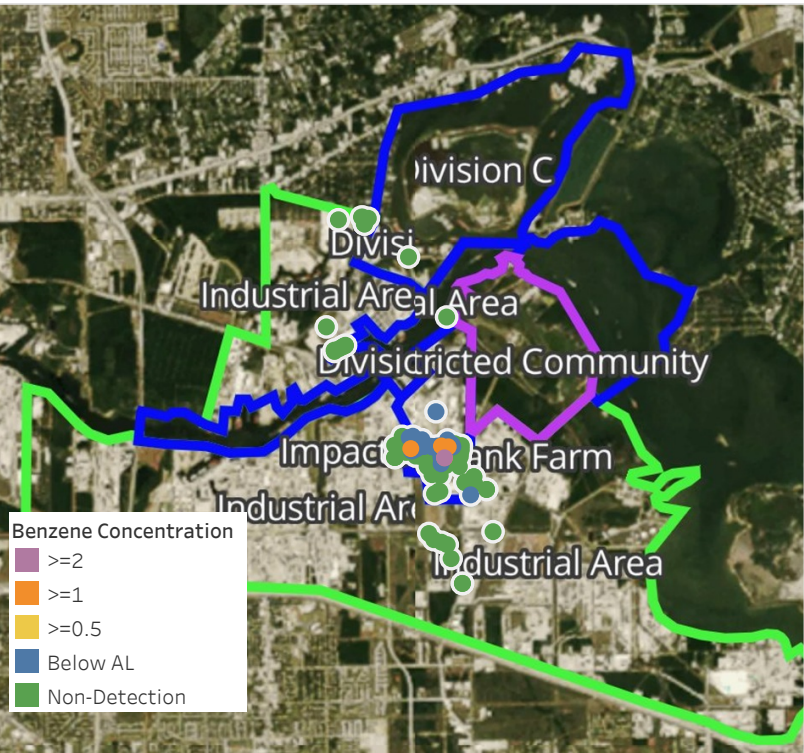 Division C
Divisi
Industrial Area
al Area
Divisi
tricted Community
Impac
ank Farm
Industrial Are
Industrial Area
Benzene Concentration
>=2
>=1
>=0.5
Below AL
Non-Detection